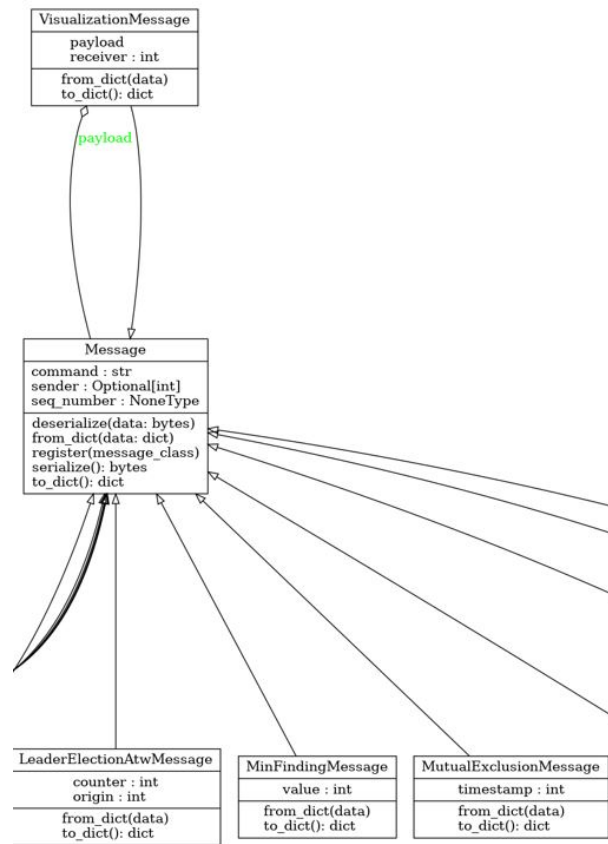 VisualizationMessage
payload
receiver : int
from_dict(data)
to_dict(): dict
payload
Message
command : str
sender : Optional[int]
seq_number : NoneType
deserialize(data: bytes)
from_dict(data: dict)
register(message_class)
serialize(): bytes
to_dict(): dict
LeaderElectionAtwMessage
counter : int
origin : int
from_dict(data)
to_dict(): dict
MinFindingMessage
value : int
from_dict(data)
to_dict(): dict
MutualExclusionMessage
timestamp : int
from_dict(data)
to_dict(): dict